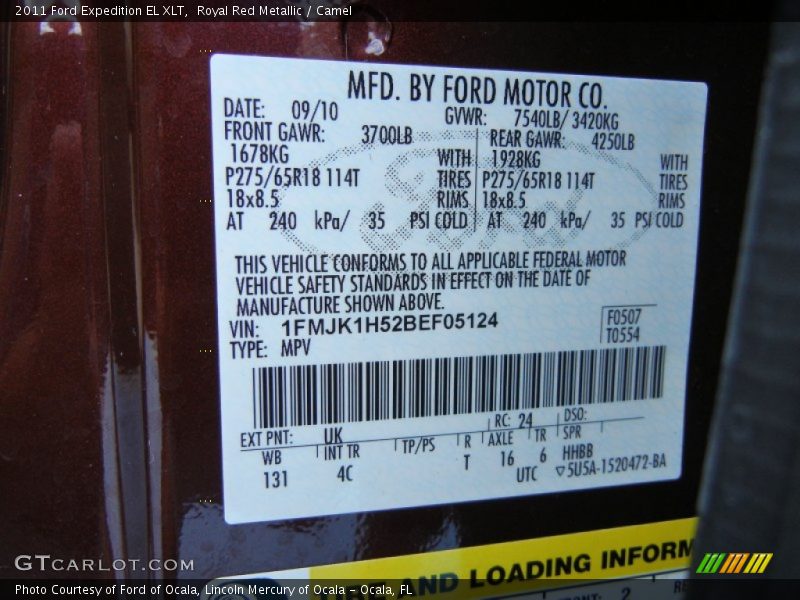 2011 Ford Expedition EL XLT,  Royal Red Metallic / Camel
MFD. BY FORD MOTOR CO.
DATE: 09/10 GVWR: 7540LB/ 3420KG
FRONT GAWR: 3700LB REAR GAWR: 4250LB
1678KG WITH 1928KG WITH
P275/65R18 114T TIRES P275/65R18 114T TIRES
18x8.5 RIMS 18x8.5 RIMS
AT 240 kPa/ 35 PSI COLD AT 240 kPa/ 35 PSI COLD
THIS VEHICLE CONFORMS TO ALL APPLICABLE FEDERAL MOTOR
VEHICLE SAFETY STANDARDS IN EFFECT ON THE DATE OF
MANUFACTURE SHOWN ABOVE.
VIN: 1FMJK1H52BEF05124 F0507
TYPE: MPV T0554
RC: 24 DSO:
EXT PNT: UK
WB INT TR TP/PS R AXLE TR SPR
131 4C T 16 6 HHBB
UTC ▽5U5A-1520472-BA
AND LOADING INFORM
2
GTCARLOT.COM
Photo Courtesy of Ford of Ocala, Lincoln Mercury of Ocala - Ocala, FL